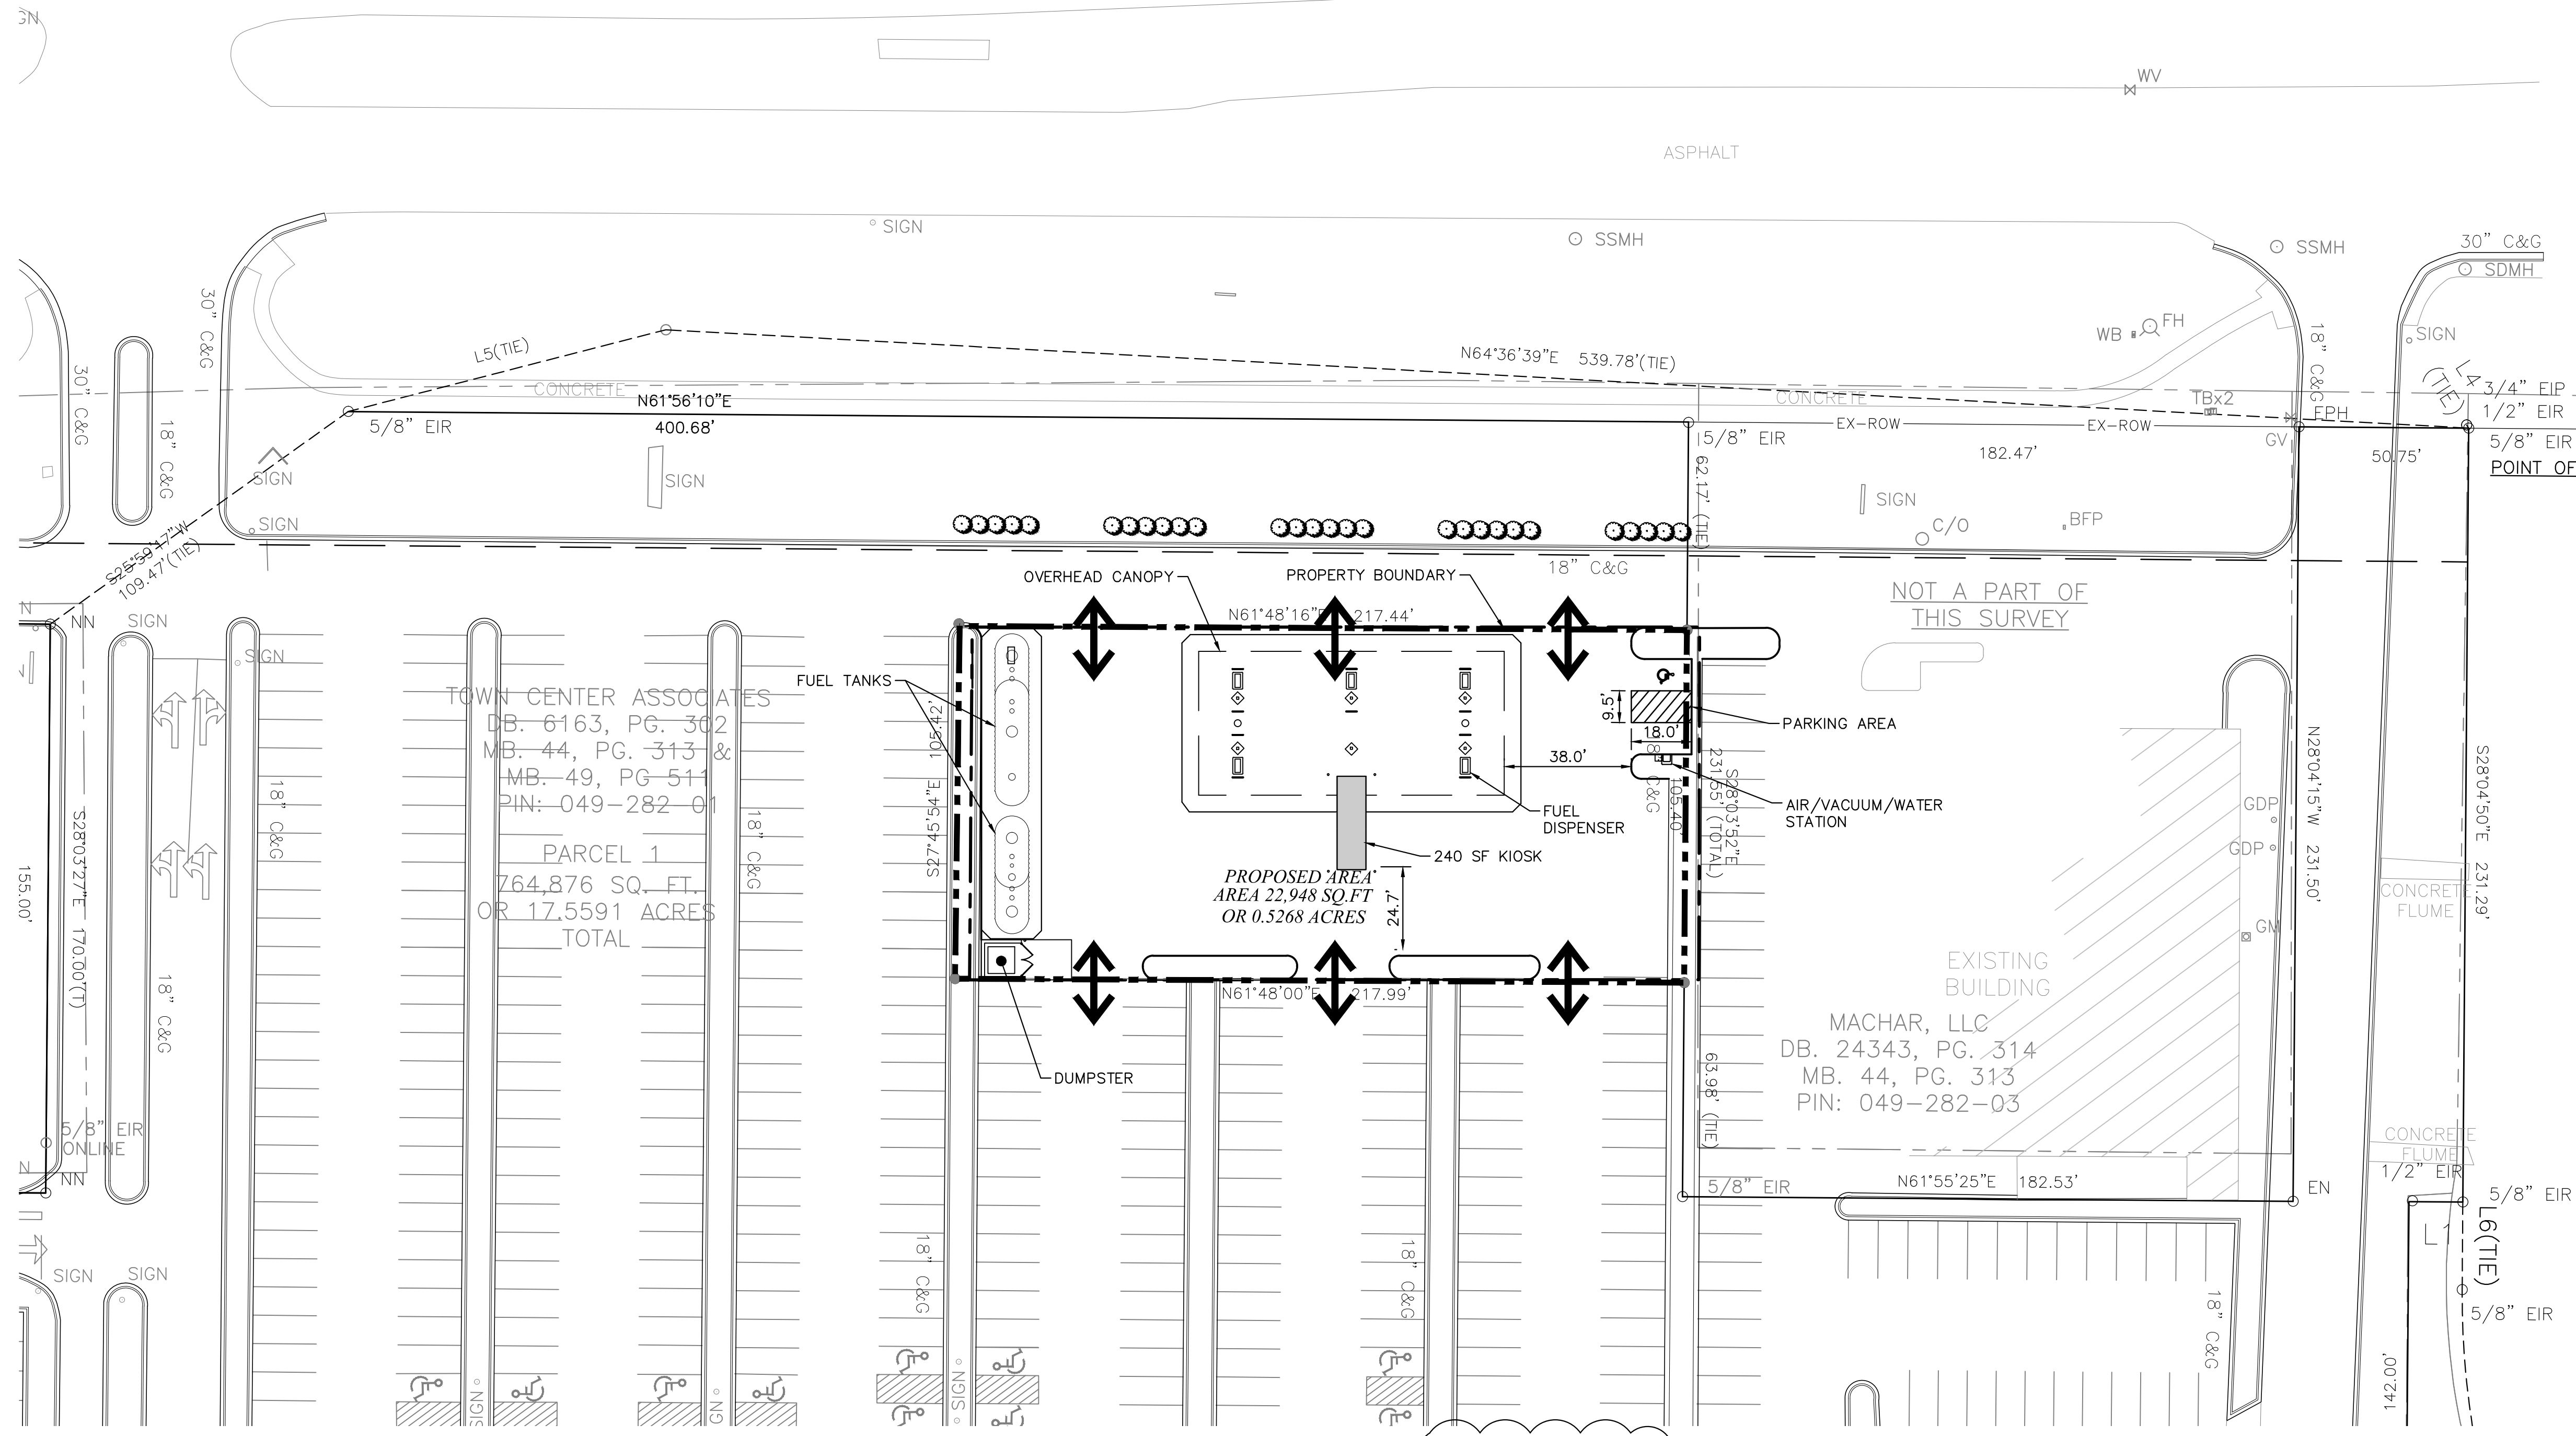 WV
ASPHALT
SIGN
SSMH
SSMH
30" C&G
SDMH
30" C&G
30" C&G
18" C&G
L5(TIE)
N64°36'39"E 539.78'(TIE)
WB
FH
18" C&G
SIGN
L4
(TIE)
3/4" EIP
1/2" EIR
5/8" EIR
CONCRETE
N61°56'10"E
400.68'
5/8" EIR
CONCRETE
TBx2
5/8" EIR
EX-ROW
EX-ROW
GV
182.47'
50.75'
SIGN
SIGN
SIGN
62.17' (TIE)
SIGN
C/O
BFP
S25°59'17"W
109.47'(TIE)
18" C&G
OVERHEAD CANOPY
PROPERTY BOUNDARY
N61°48'16"E 217.44'
NOT A PART OF
THIS SURVEY
NN
SIGN
SIGN
FUEL TANKS
TOWN CENTER ASSOCIATES
DB. 6163, PG. 302
MB. 44, PG. 313 &
MB. 49, PG 511
PIN: 049-282-01
PARCEL 1
764,876 SQ. FT.
OR 17.5591 ACRES
TOTAL
S27°45'54"E 105.42'
9.5'
18.0'
PARKING AREA
38.0'
FUEL
DISPENSER
AIR/VACUUM/WATER
STATION
240 SF KIOSK
24.7'
PROPOSED AREA
AREA 22,948 SQ.FT
OR 0.5268 ACRES
N61°48'00"E 217.99'
105.40'
S28°03'52"E
231.55' (TOTAL)
63.98' (TIE)
DUMPSTER
155.00'
S28°03'27"E 170.00'(T)
18" C&G
18" C&G
18" C&G
GDP
GDP
GM
N28°04'15"W 231.50'
S28°04'50"E 231.29'
CONCRETE
FLUME
EXISTING
BUILDING
MACHAR, LLC
DB. 24343, PG. 314
MB. 44, PG. 313
PIN: 049-282-03
5/8" EIR
ONLINE
NN
CONCRETE
FLUME
1/2" EIR
5/8" EIR
N61°55'25"E 182.53'
EN
5/8" EIR
L1
L6(TIE)
5/8" EIR
SIGN
SIGN
18" C&G
18" C&G
18" C&G
142.00'
SIGN
SIGN